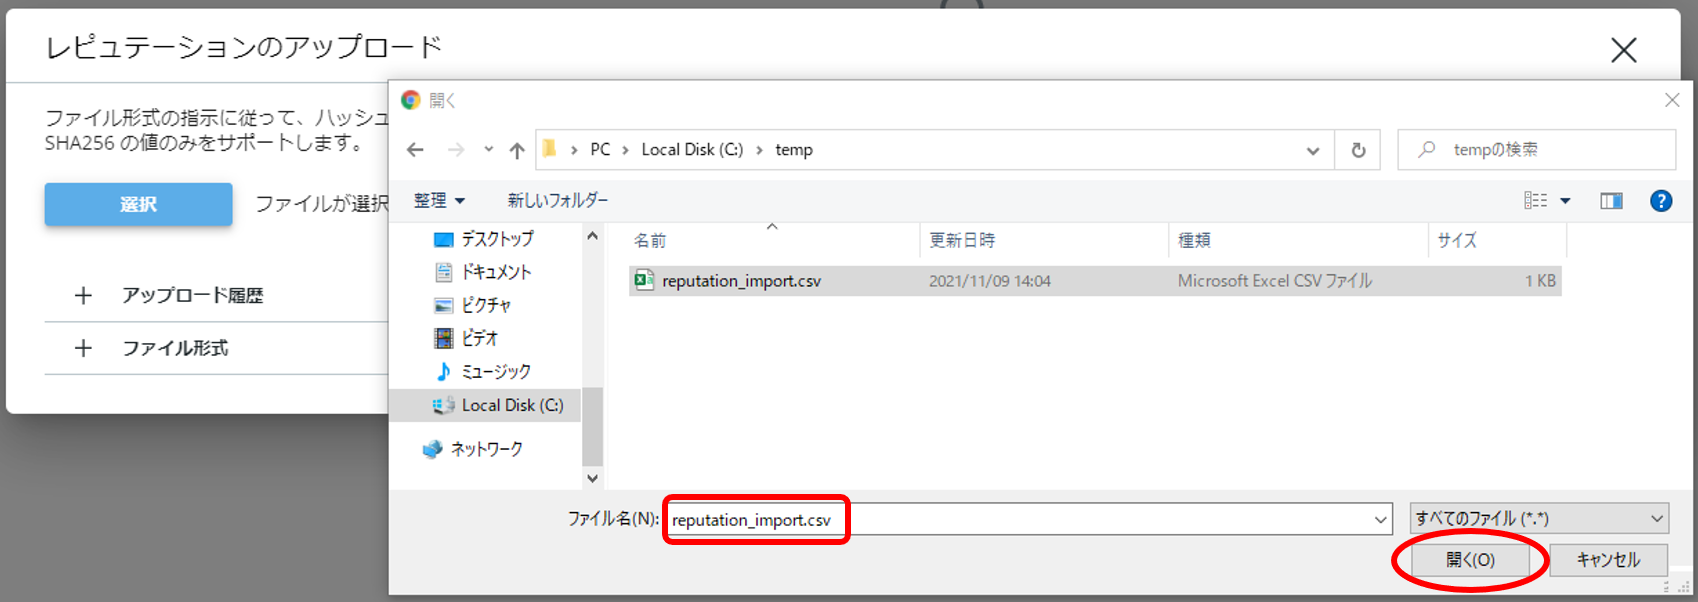 レピュテーションのアップロード
ファイル形式の指示に従って、ハッシュ
SHA256 の値のみをサポートします。
選択
ファイルが選択
アップロード履歴
ファイル形式
開く
PC
Local Disk (C:)
temp
tempの検索
整理
新しいフォルダー
デスクトップ
ドキュメント
ピクチャ
ビデオ
ミュージック
Local Disk (C:)
ネットワーク
名前
更新日時
種類
サイズ
reputation_import.csv
2021/11/09 14:04
Microsoft Excel CSV ファイル
1 KB
ファイル名(N):
reputation_import.csv
すべてのファイル (*.*)
開く(O)
キャンセル